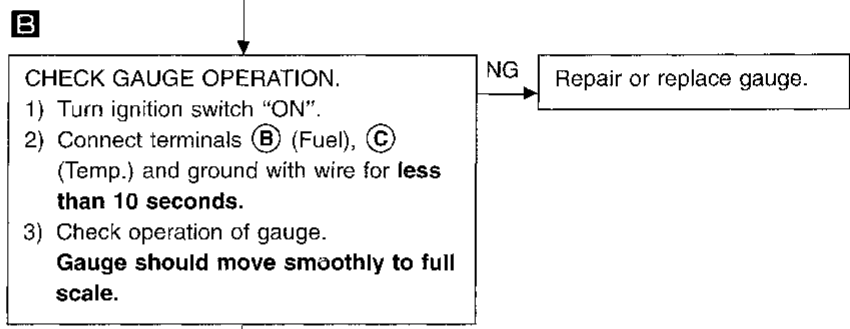 B
CHECK GAUGE OPERATION.
1) Turn ignition switch “ON”.
2) Connect terminals Ⓑ (Fuel), Ⓒ
(Temp.) and ground with wire for less
than 10 seconds.
3) Check operation of gauge.
Gauge should move smoothly to full
scale.
NG
Repair or replace gauge.